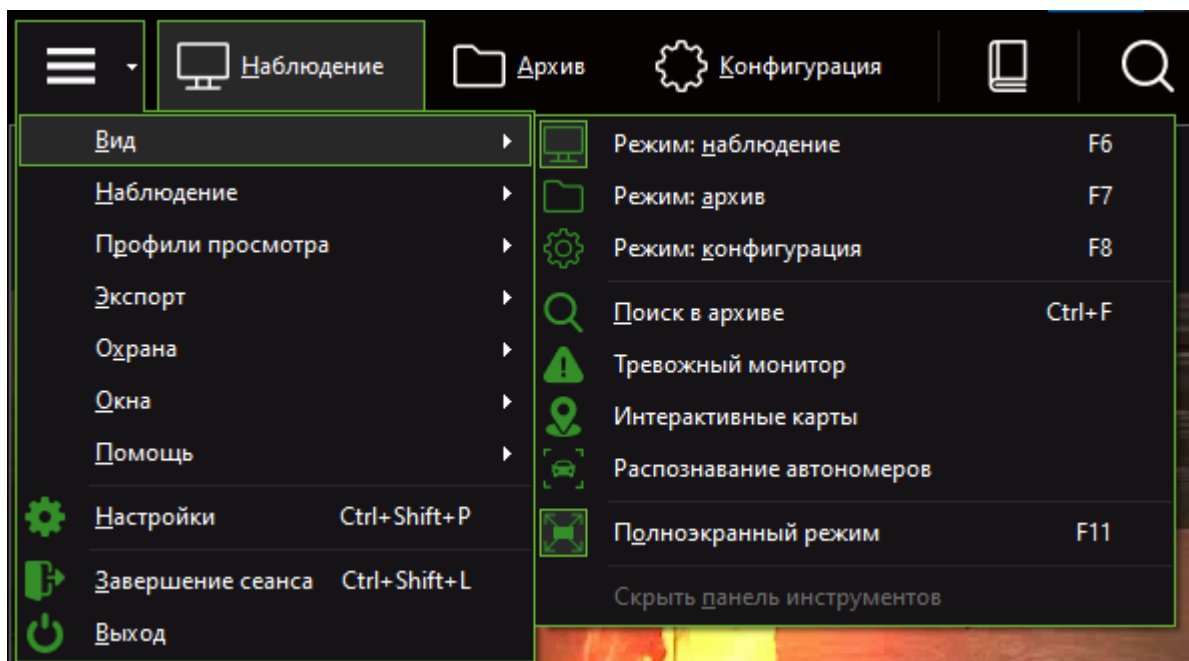 Наблюдение Архив Конфигурация
Вид
Наблюдение
Профили просмотра
Экспорт
Охрана
Окна
Помощь
Настройки Ctrl+Shift+P
Завершение сеанса Ctrl+Shift+L
Выход
Режим: наблюдение F6
Режим: архив F7
Режим: конфигурация F8
Поиск в архиве Ctrl+F
Тревожный монитор
Интерактивные карты
Распознавание автономеров
Полноэкранный режим F11
Скрыть панель инструментов